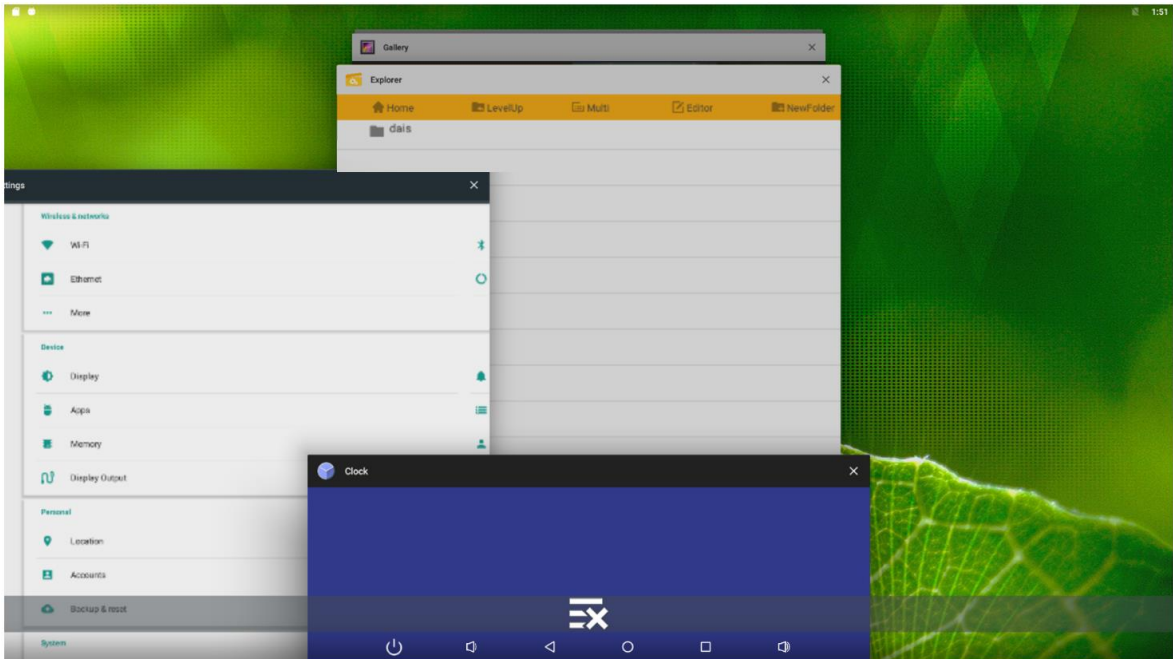 1:51
Gallery
Explorer
Home LevelUp Multi Editor NewFolder
dais
ttings
Wireless & networks
Wi-Fi
Ethernet
More
Device
Display
Apps
Memory
Display Output
Personal
Location
Accounts
Backup & reset
System
Clock